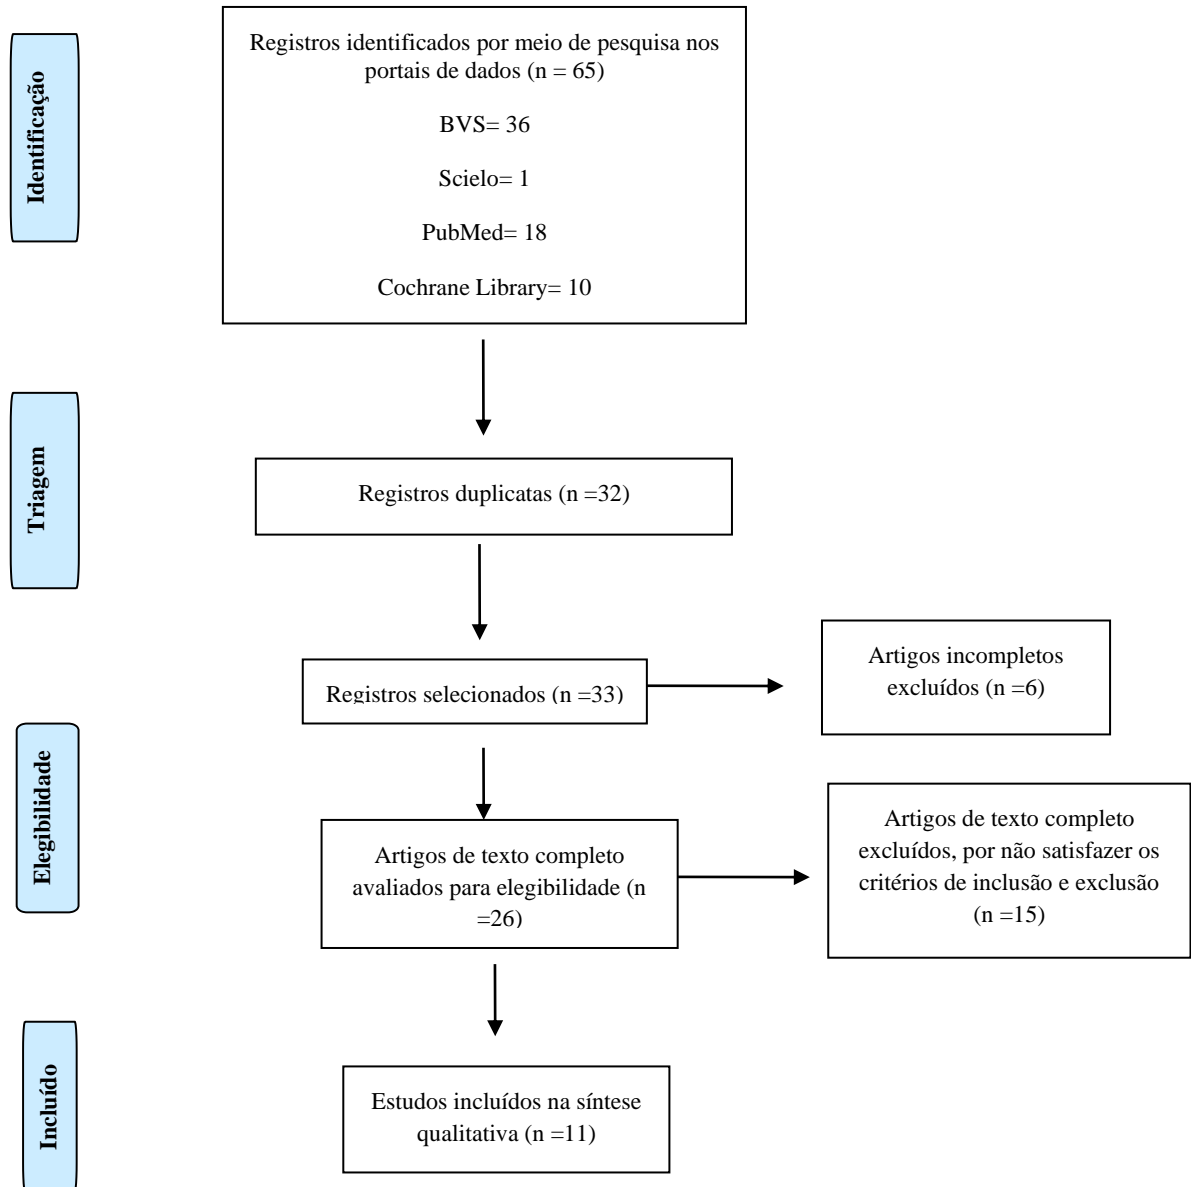 Identificação
Registros identificados por meio de pesquisa nos
portais de dados (n = 65)
BVS= 36
Scielo= 1
PubMed= 18
Cochrane Library= 10
Triagem
Registros duplicatas (n =32)
Registros selecionados (n =33)
Artigos incompletos
excluídos (n =6)
Elegibilidade
Artigos de texto completo
avaliados para elegibilidade (n
=26)
Artigos de texto completo
excluídos, por não satisfazer os
critérios de inclusão e exclusão
(n =15)
Incluído
Estudos incluídos na síntese
qualitativa (n =11)